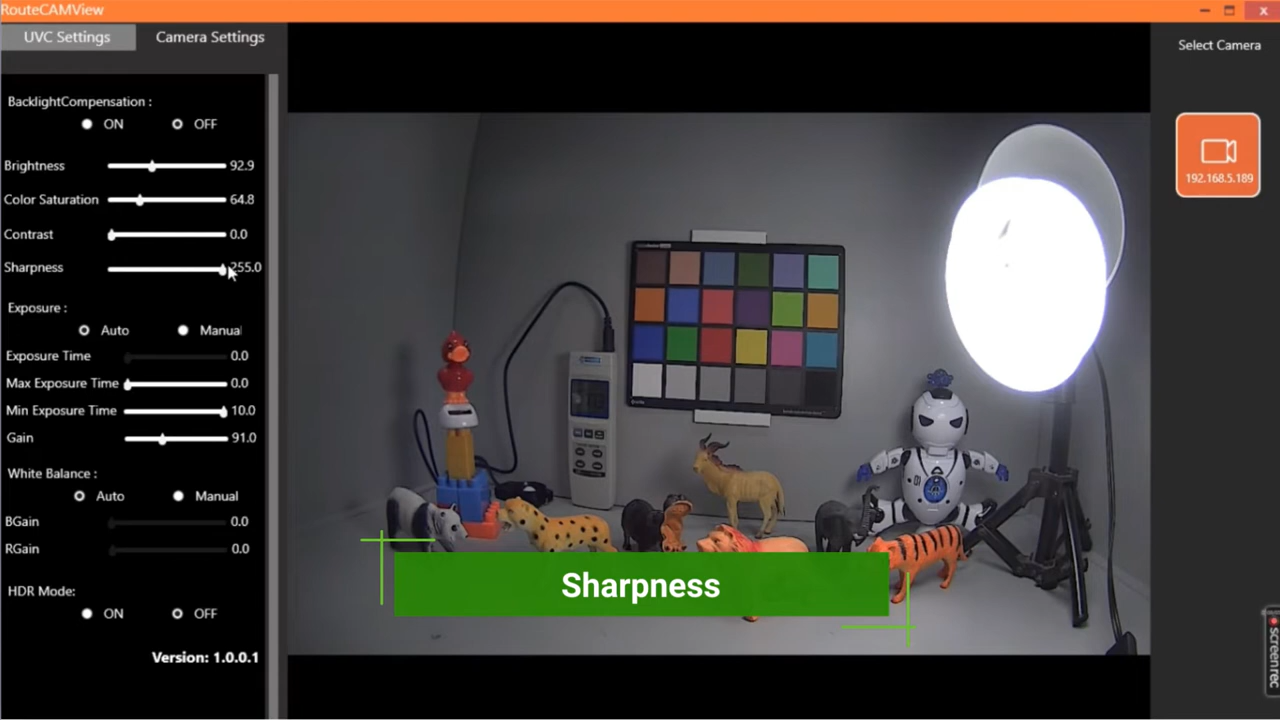 RouteCAMView
UVC Settings
Camera Settings
BacklightCompensation :
ON OFF
Brightness 92.9
Color Saturation 64.8
Contrast 0.0
Sharpness 255.0
Exposure :
Auto Manual
Exposure Time 0.0
Max Exposure Time 0.0
Min Exposure Time 10.0
Gain 91.0
White Balance :
Auto Manual
BGain 0.0
RGain 0.0
HDR Mode:
ON OFF
Version: 1.0.0.1
Sharpness
Select Camera
192.168.5.189
screenrec